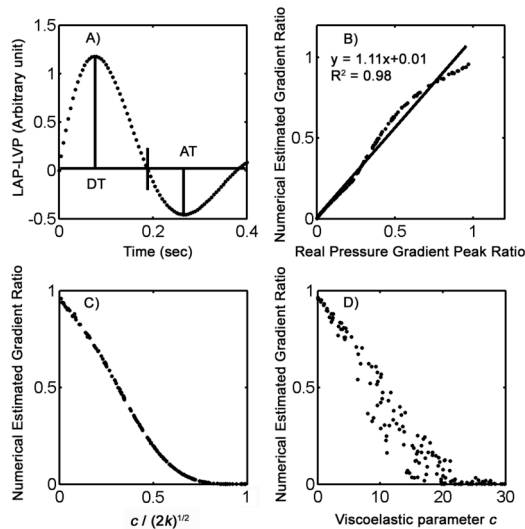 A)
LAP-LVP (Arbitrary unit)
1.5
1
0.5
0
-0.5
DT
AT
0
0.2
0.4
Time (sec)
B)
y = 1.11x+0.01
R² = 0.98
Numerical Estimated Gradient Ratio
1
0.5
0
0
0.5
1
Real Pressure Gradient Peak Ratio
C)
Numerical Estimated Gradient Ratio
1
0.5
0
0
0.5
1
c / (2k)^1/2
D)
Numerical Estimated Gradient Ratio
1
0.5
0
0
10
20
30
Viscoelastic parameter c